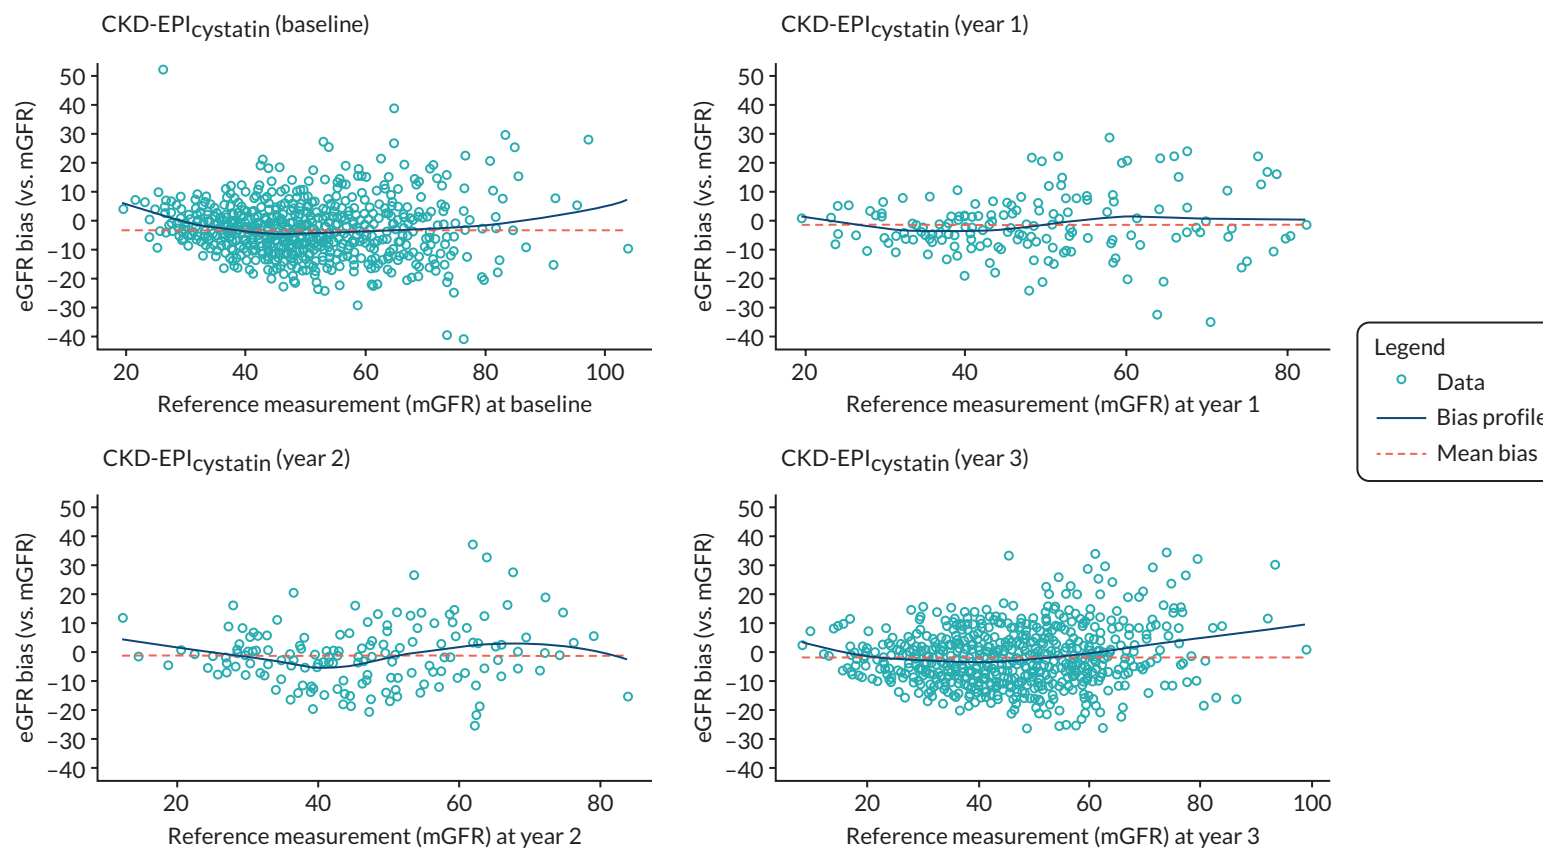 CKD-EPIcystatin (baseline)
50
40
30
20
10
0
−10
−20
−30
−40
eGFR bias (vs. mGFR)
20 40 60 80 100
Reference measurement (mGFR) at baseline
CKD-EPIcystatin (year 1)
50
40
30
20
10
0
−10
−20
−30
−40
eGFR bias (vs. mGFR)
20 40 60 80
Reference measurement (mGFR) at year 1
CKD-EPIcystatin (year 2)
50
40
30
20
10
0
−10
−20
−30
−40
eGFR bias (vs. mGFR)
20 40 60 80
Reference measurement (mGFR) at year 2
CKD-EPIcystatin (year 3)
50
40
30
20
10
0
−10
−20
−30
−40
eGFR bias (vs. mGFR)
20 40 60 80 100
Reference measurement (mGFR) at year 3
Legend
Data
Bias profile
Mean bias